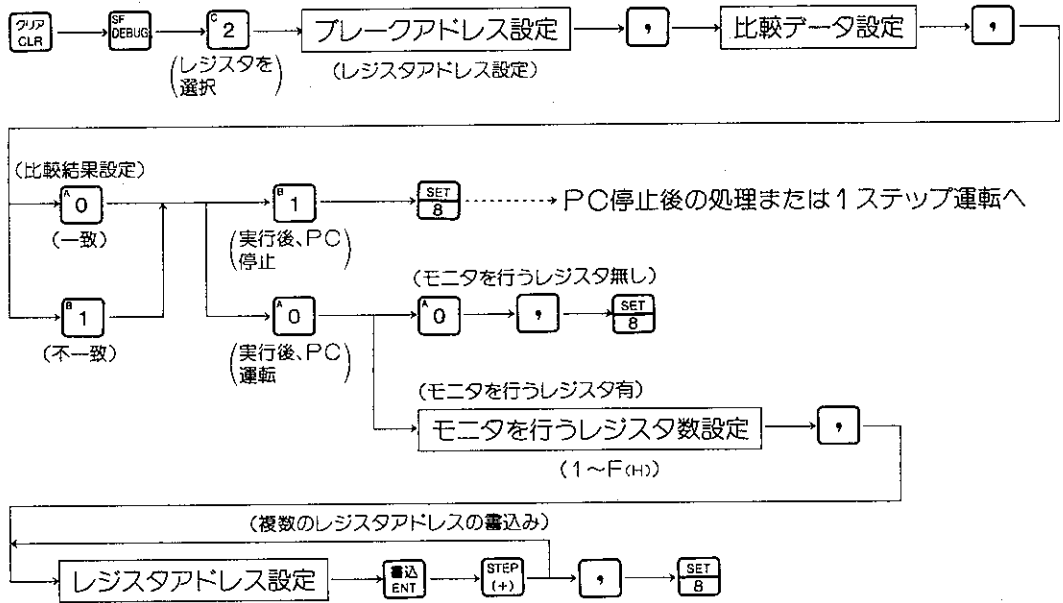 クリア CLR SF DEBUG C 2 ブレークアドレス設定 , 比較データ設定 ,
(レジスタを選択) (レジスタアドレス設定)
(比較結果設定)
A 0 B 1 SET 8 PC停止後の処理または1ステップ運転へ
(一致) (実行後、PC停止)
(モニタを行うレジスタ無し)
B 1 A 0 A 0 , SET 8
(不一致) (実行後、PC運転)
(モニタを行うレジスタ有)
モニタを行うレジスタ数設定 ,
(1〜F(H))
(複数のレジスタアドレスの書込み)
レジスタアドレス設定 書込 ENT STEP (+) , SET 8